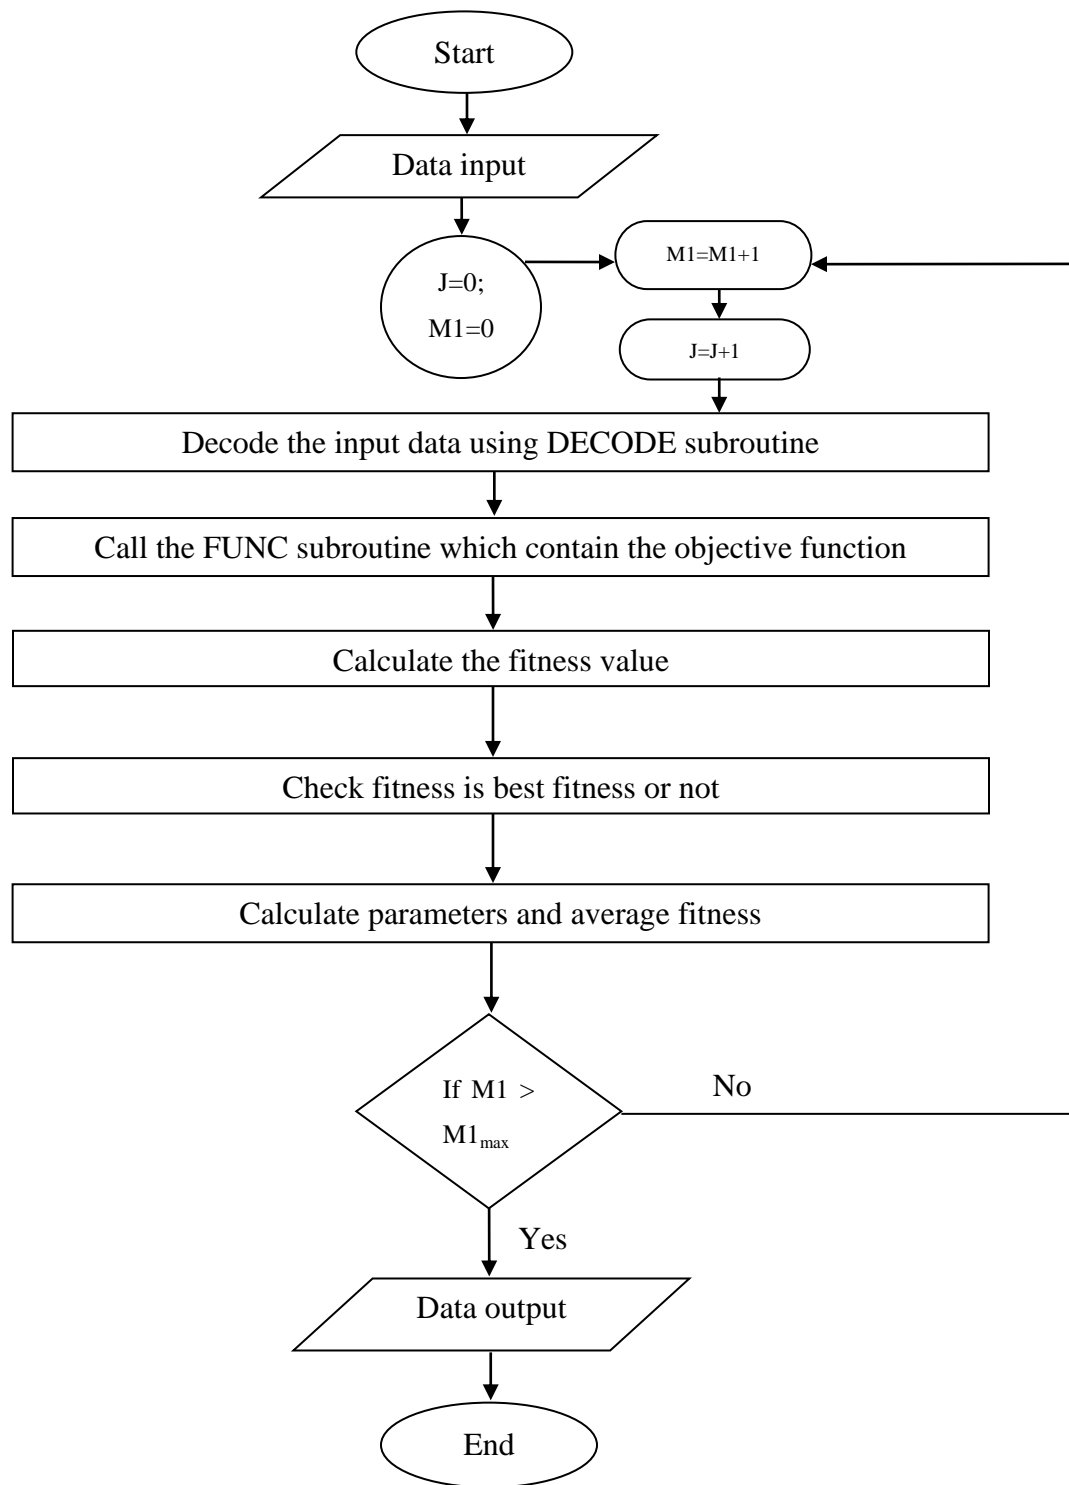 Start
Data input
J=0;
M1=0
M1=M1+1
J=J+1
Decode the input data using DECODE subroutine
Call the FUNC subroutine which contain the objective function
Calculate the fitness value
Check fitness is best fitness or not
Calculate parameters and average fitness
If M1 >
M1max
No
Yes
Data output
End